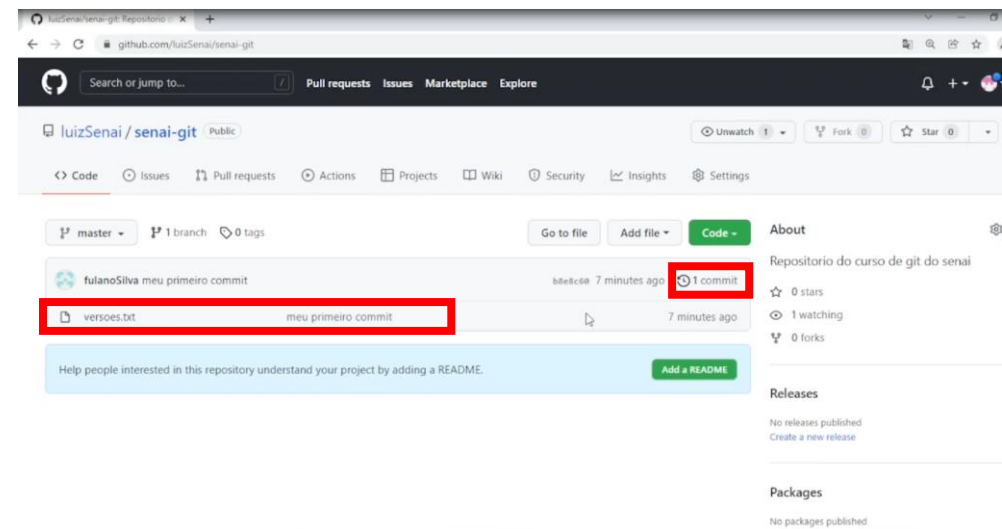 luizSenai/senai-git: Repositorio
github.com/luizSenai/senai-git
Search or jump to... / Pull requests Issues Marketplace Explore
luizSenai / senai-git Public
Unwatch 1 Fork 0 Star 0
Code Issues Pull requests Actions Projects Wiki Security Insights Settings
master 1 branch 0 tags Go to file Add file Code
fulanoSilva meu primeiro commit 7 minutes ago 1 commit
versoes.txt meu primeiro commit 7 minutes ago
Help people interested in this repository understand your project by adding a README. Add a README
About
Repositorio do curso de git do senai
0 stars
1 watching
0 forks
Releases
No releases published
Create a new release
Packages
No packages published